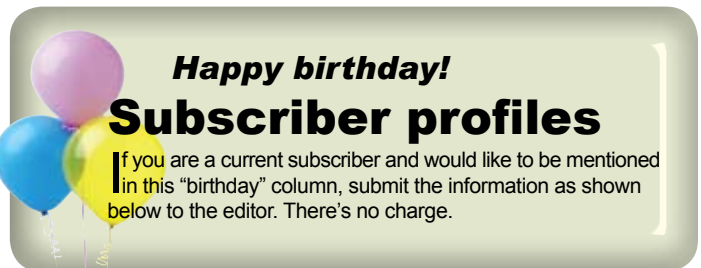 Happy birthday!
Subscriber profiles
If you are a current subscriber and would like to be mentioned
in this “birthday” column, submit the information as shown
below to the editor. There’s no charge.